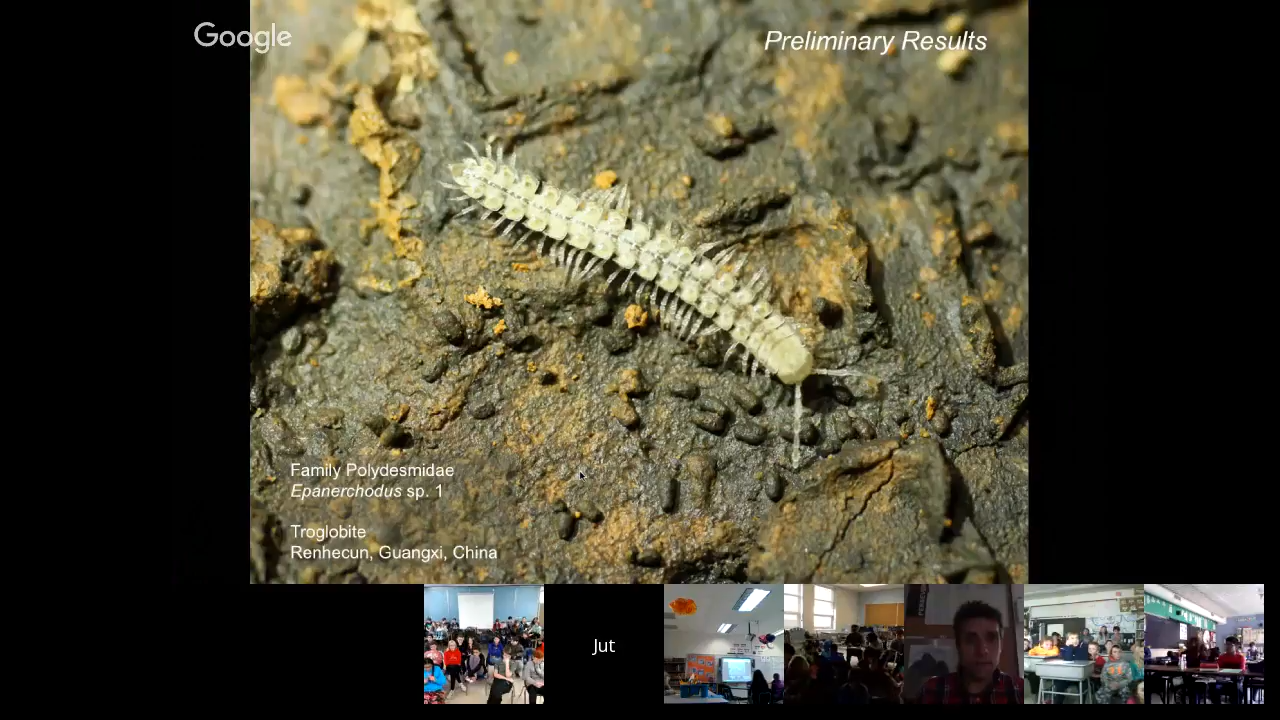 Google
Preliminary Results
Family Polydesmidae
Epanerchodus sp. 1
Troglobite
Renhecun, Guangxi, China
Jut